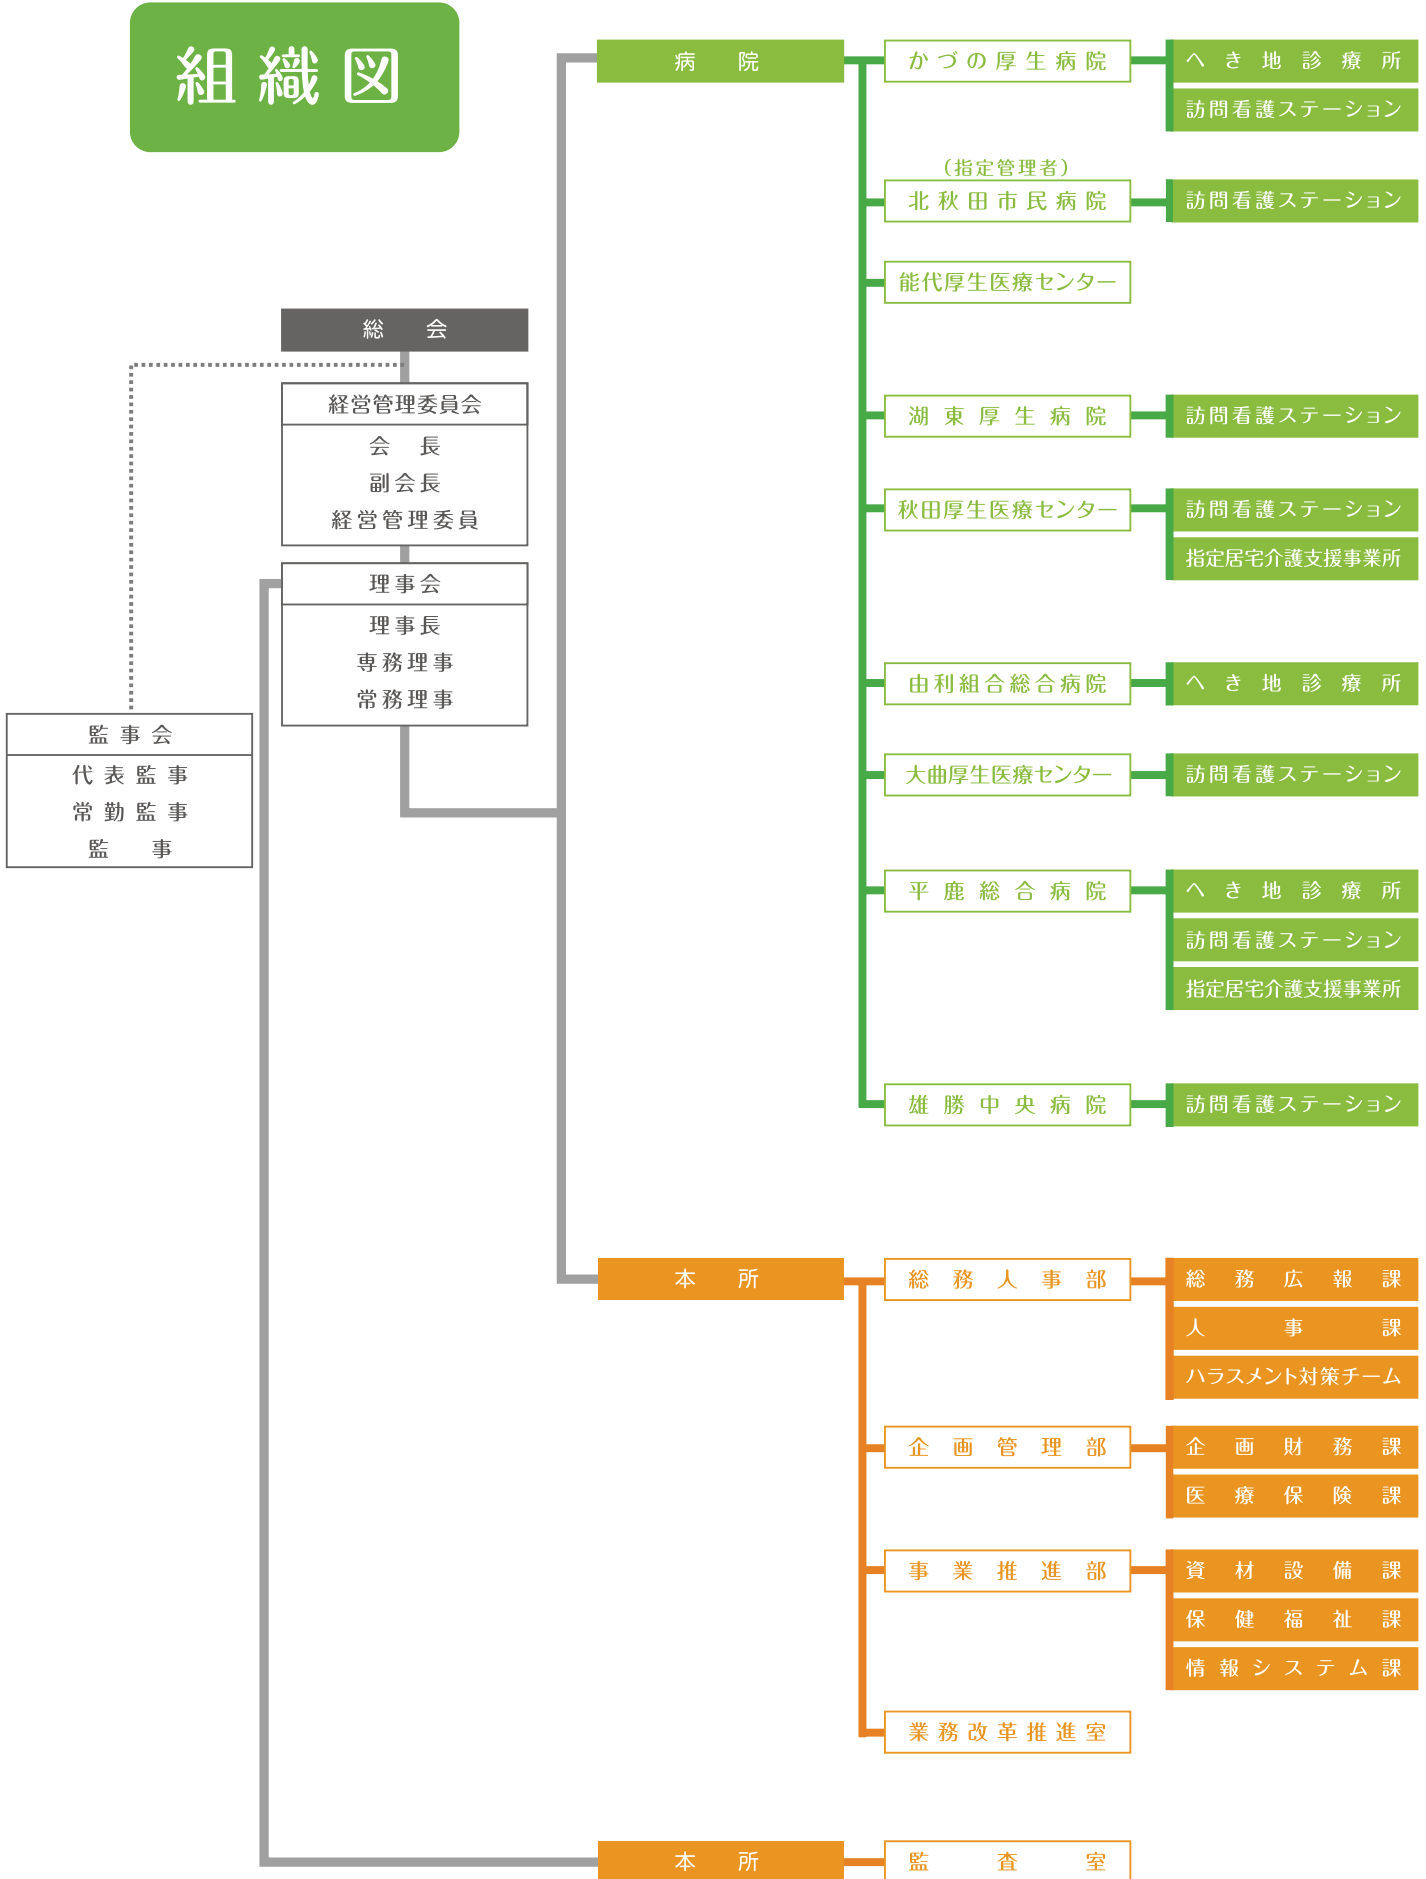 組織図
総会
経営管理委員会
会長
副会長
経営管理委員
理事会
理事長
専務理事
常務理事
監事会
代表監事
常勤監事
監事
病院
かづの厚生病院
へき地診療所
訪問看護ステーション
（指定管理者）
北秋田市民病院
訪問看護ステーション
能代厚生医療センター
湖東厚生病院
訪問看護ステーション
秋田厚生医療センター
訪問看護ステーション
指定居宅介護支援事業所
由利組合総合病院
へき地診療所
大曲厚生医療センター
訪問看護ステーション
平鹿総合病院
へき地診療所
訪問看護ステーション
指定居宅介護支援事業所
雄勝中央病院
訪問看護ステーション
本所
総務人事部
総務広報課
人事課
ハラスメント対策チーム
企画管理部
企画財務課
医療保険課
事業推進部
資材設備課
保健福祉課
情報システム課
業務改革推進室
本所
監査室